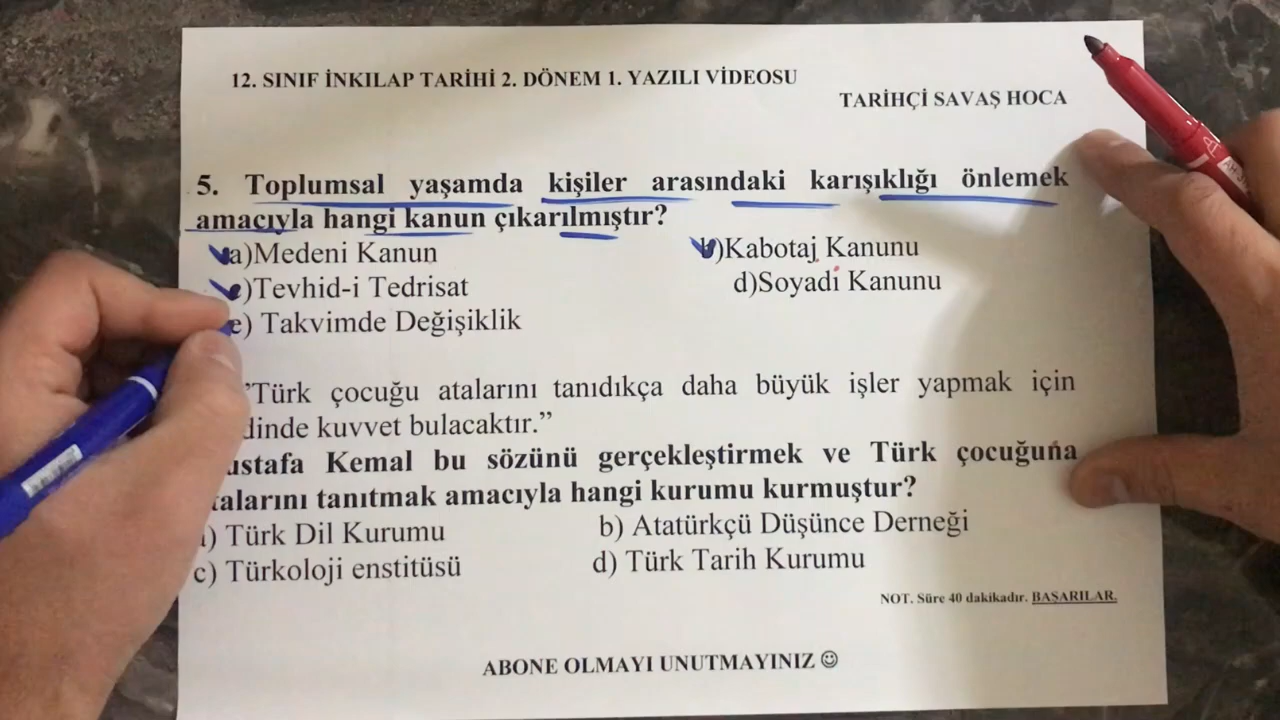 12. SINIF İNKILAP TARİHİ 2. DÖNEM 1. YAZILI VİDEOSU
TARİHÇİ SAVAŞ HOCA
5. Toplumsal yaşamda kişiler arasındaki karışıklığı önlemek
amacıyla hangi kanun çıkarılmıştır?
a)Medeni Kanun b)Kabotaj Kanunu
c)Tevhid-i Tedrisat d)Soyadi Kanunu
e) Takvimde Değişiklik
"Türk çocuğu atalarını tanıdıkça daha büyük işler yapmak için
dinde kuvvet bulacaktır."
ustafa Kemal bu sözünü gerçekleştirmek ve Türk çocuğuna
talarını tanıtmak amacıyla hangi kurumu kurmuştur?
) Türk Dil Kurumu b) Atatürkçü Düşünce Derneği
c) Türkoloji enstitüsü d) Türk Tarih Kurumu
NOT. Süre 40 dakikadır. BAŞARILAR.
ABONE OLMAYI UNUTMAYINIZ ☺